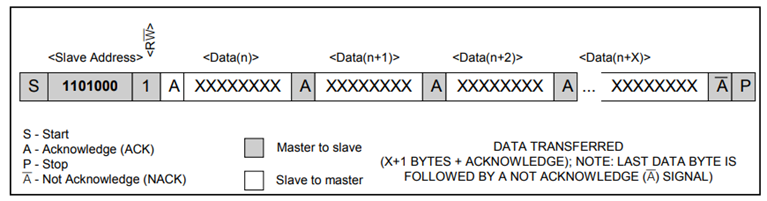 <Slave Address>
<RW̅>
<Data(n)>
<Data(n+1)>
<Data(n+2)>
<Data(n+X)>
S 1101000 1 A XXXXXXXX A XXXXXXXX A XXXXXXXX A ... XXXXXXXX A̅ P
S - Start
A - Acknowledge (ACK)
P - Stop
A̅ - Not Acknowledge (NACK)
Master to slave
Slave to master
DATA TRANSFERRED
(X+1 BYTES + ACKNOWLEDGE); NOTE: LAST DATA BYTE IS
FOLLOWED BY A NOT ACKNOWLEDGE (A̅) SIGNAL)